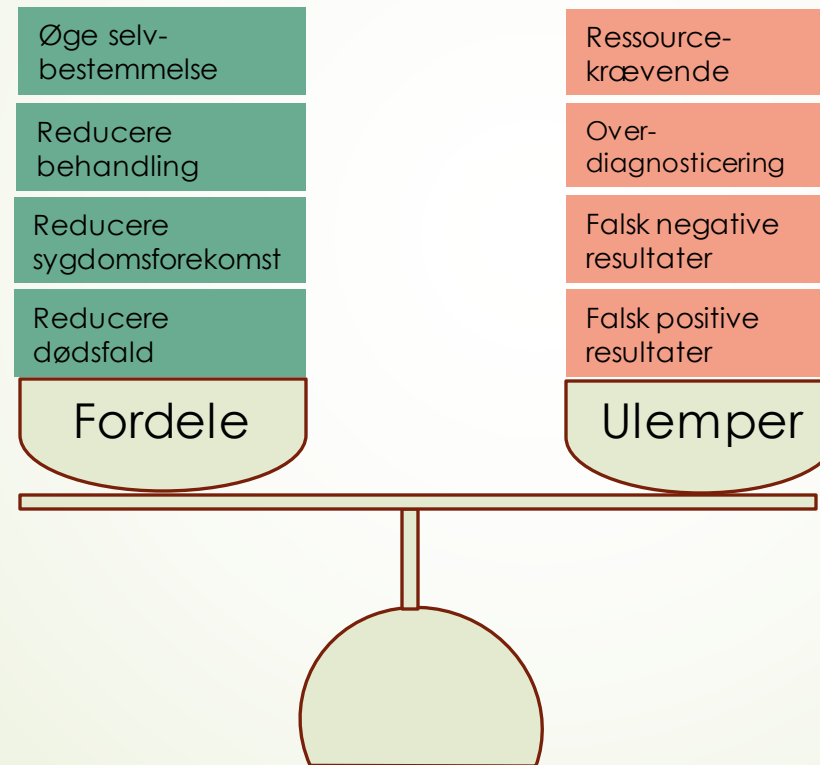 Øge selv-
bestemmelse
Reducere
behandling
Reducere
sygdomsforekomst
Reducere
dødsfald
Fordele
Ressource-
krævende
Over-
diagnosticering
Falsk negative
resultater
Falsk positive
resultater
Ulemper